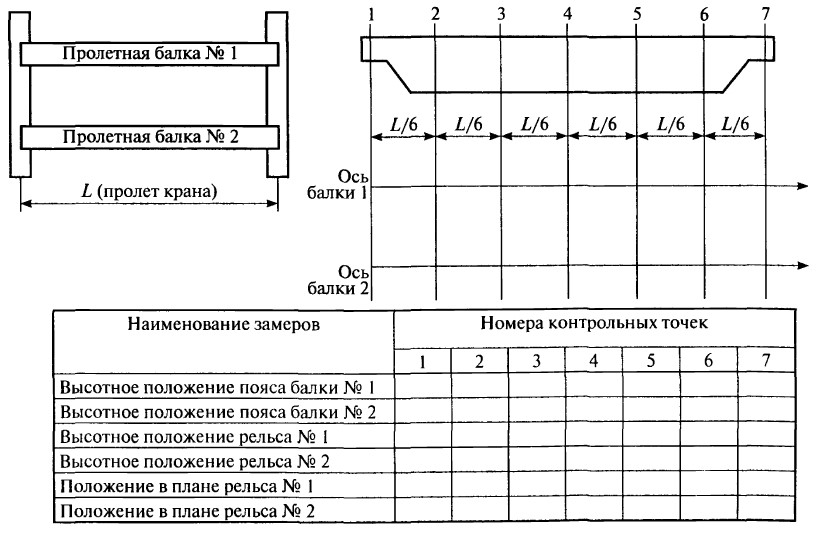 1 2 3 4 5 6 7
Пролетная балка № 1
Пролетная балка № 2
L (пролет крана)
L/6 L/6 L/6 L/6 L/6 L/6
Ось
балки 1
Ось
балки 2
Наименование замеров Номера контрольных точек
1 2 3 4 5 6 7
Высотное положение пояса балки № 1
Высотное положение пояса балки № 2
Высотное положение рельса № 1
Высотное положение рельса № 2
Положение в плане рельса № 1
Положение в плане рельса № 2